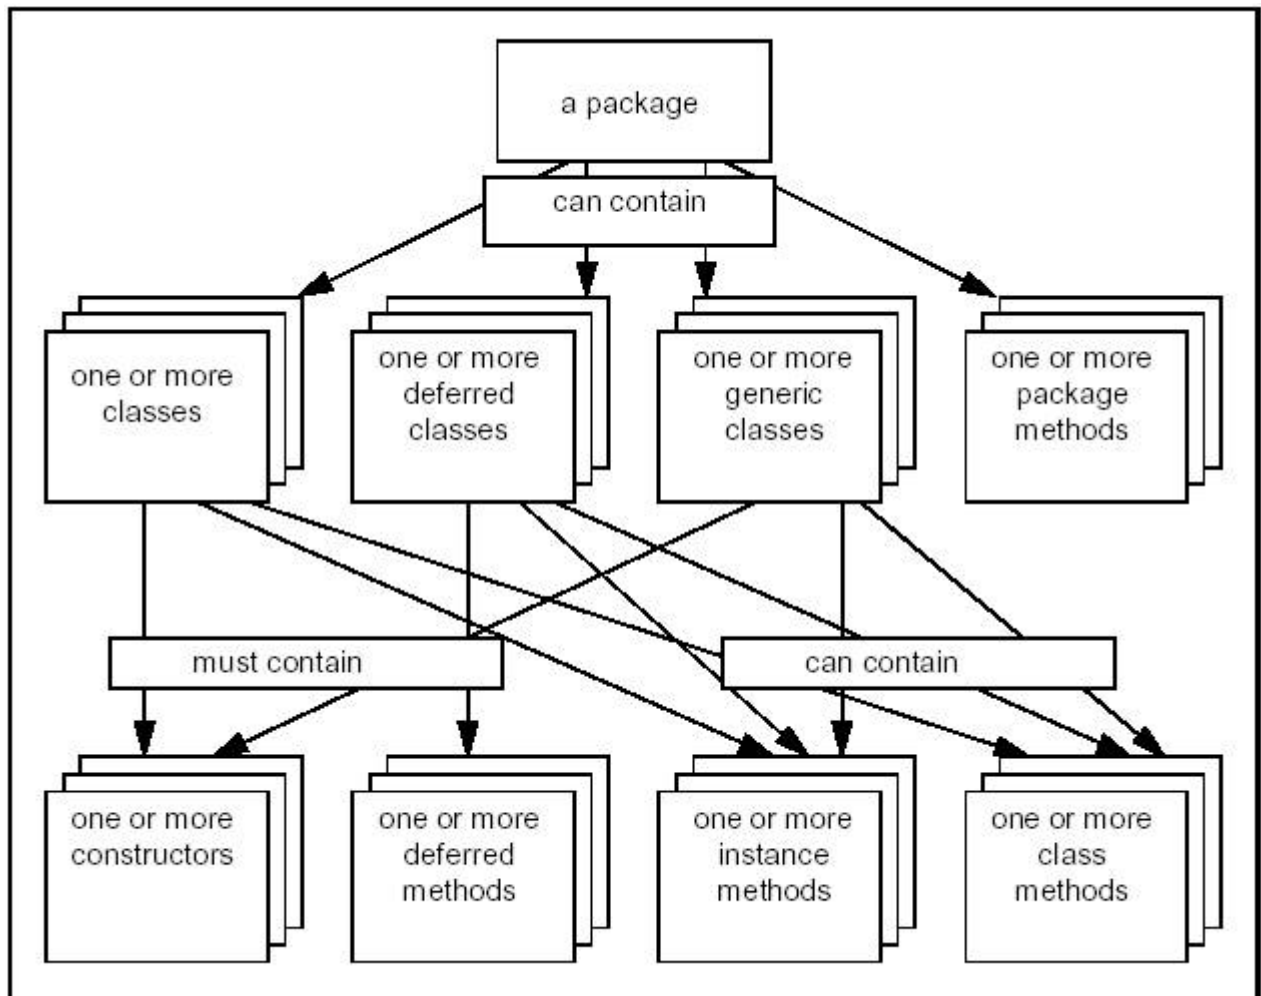 a package
can contain
one or more
classes
one or more
deferred
classes
one or more
generic
classes
one or more
package
methods
must contain
can contain
one or more
constructors
one or more
deferred
methods
one or more
instance
methods
one or more
class
methods